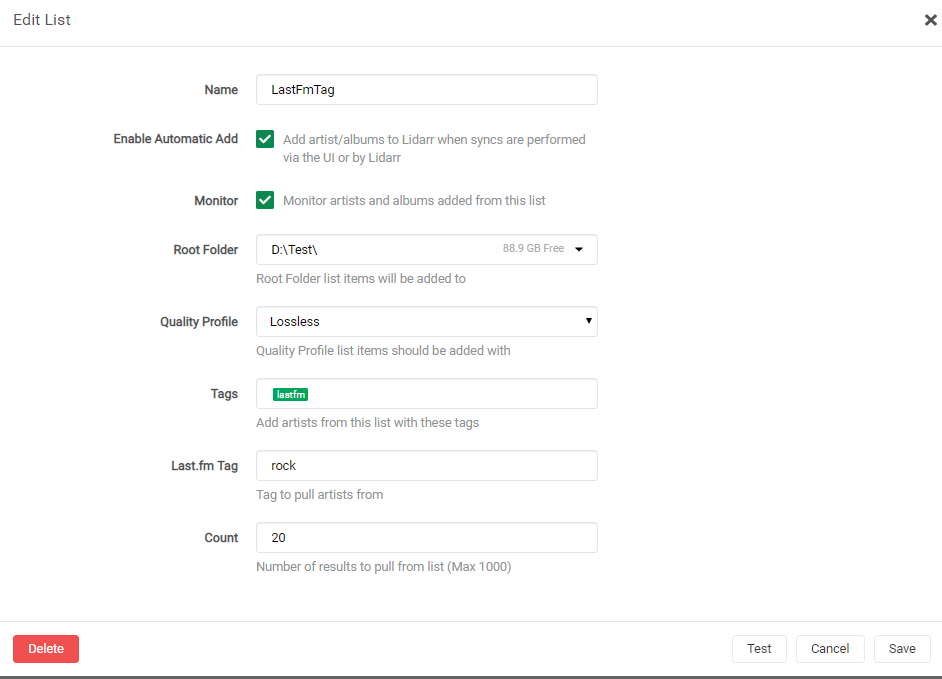 Edit List
Name
LastFmTag
Enable Automatic Add
Add artist/albums to Lidarr when syncs are performed
via the UI or by Lidarr
Monitor
Monitor artists and albums added from this list
Root Folder
D:\Test\
88.9 GB Free
Root Folder list items will be added to
Quality Profile
Lossless
Quality Profile list items should be added with
Tags
lastfm
Add artists from this list with these tags
Last.fm Tag
rock
Tag to pull artists from
Count
20
Number of results to pull from list (Max 1000)
Delete
Test
Cancel
Save